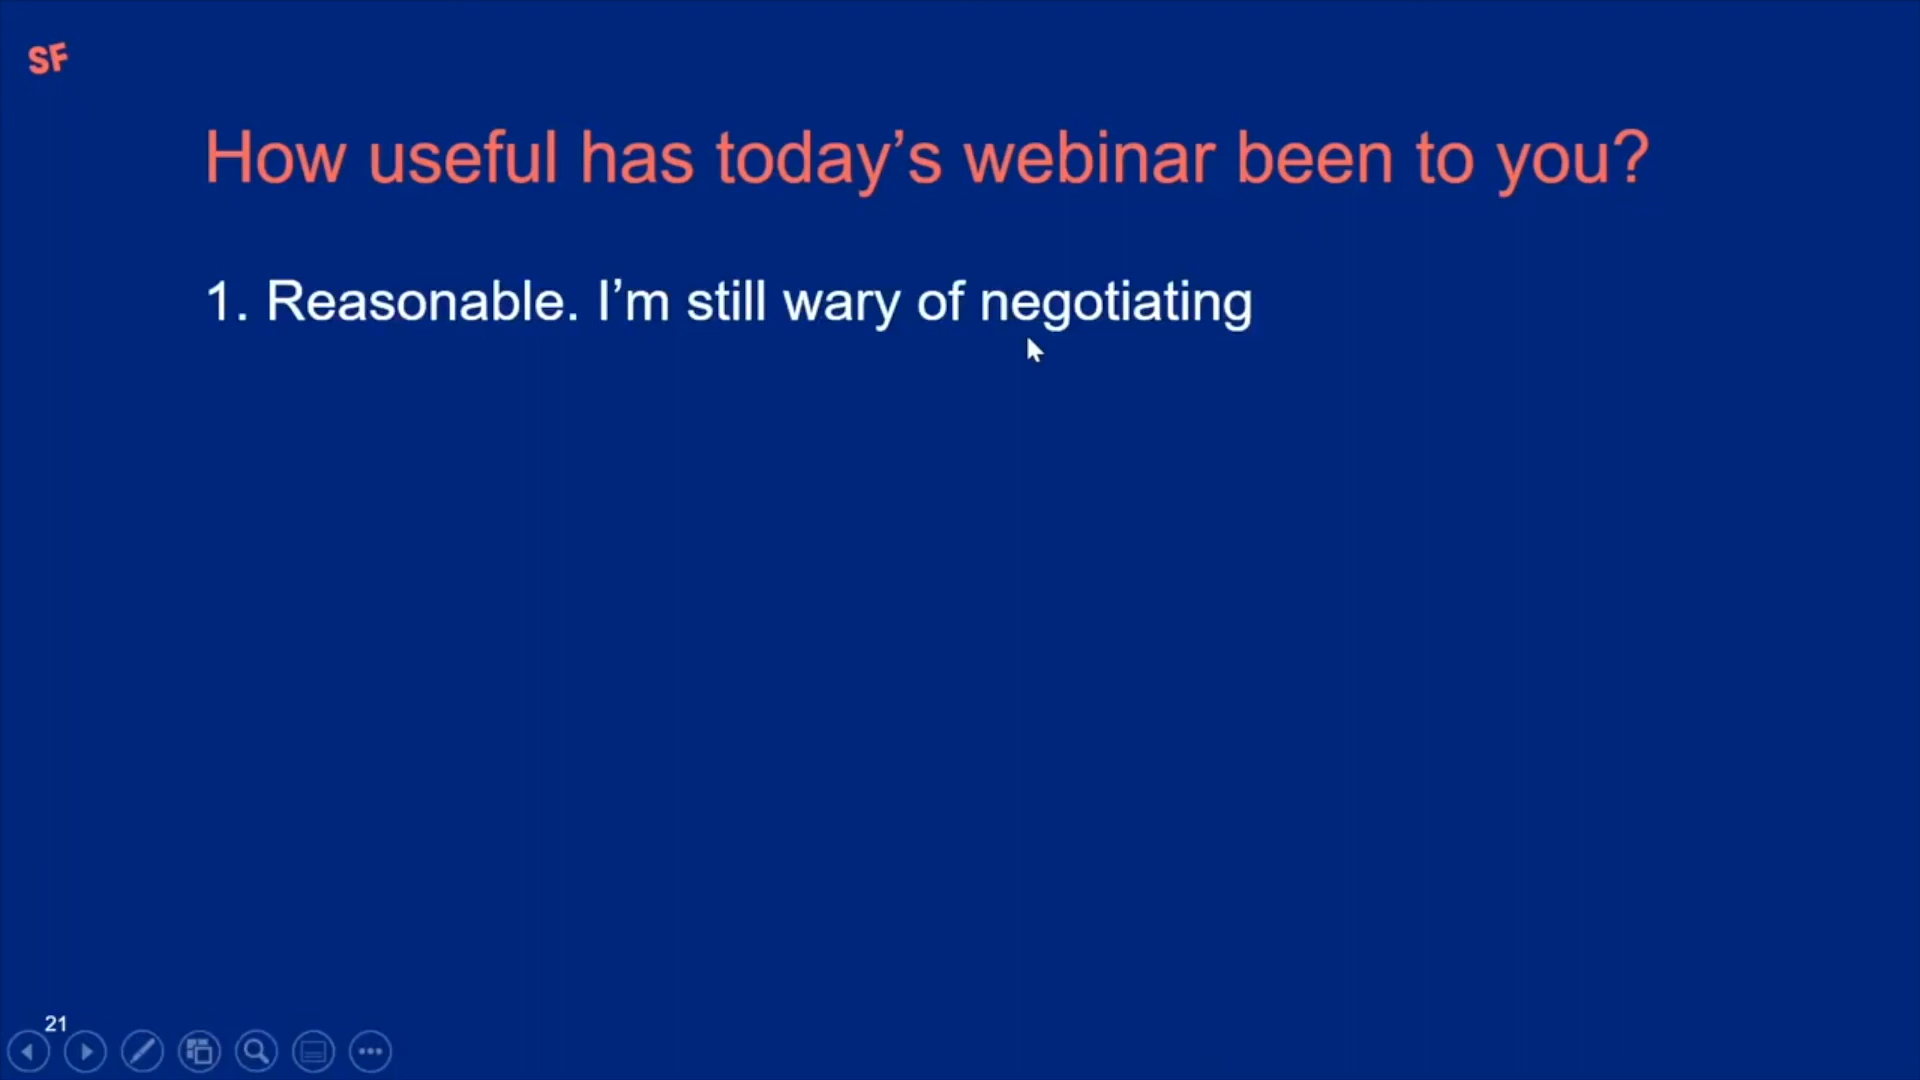 SF
How useful has today’s webinar been to you?
1. Reasonable. I’m still wary of negotiating
21